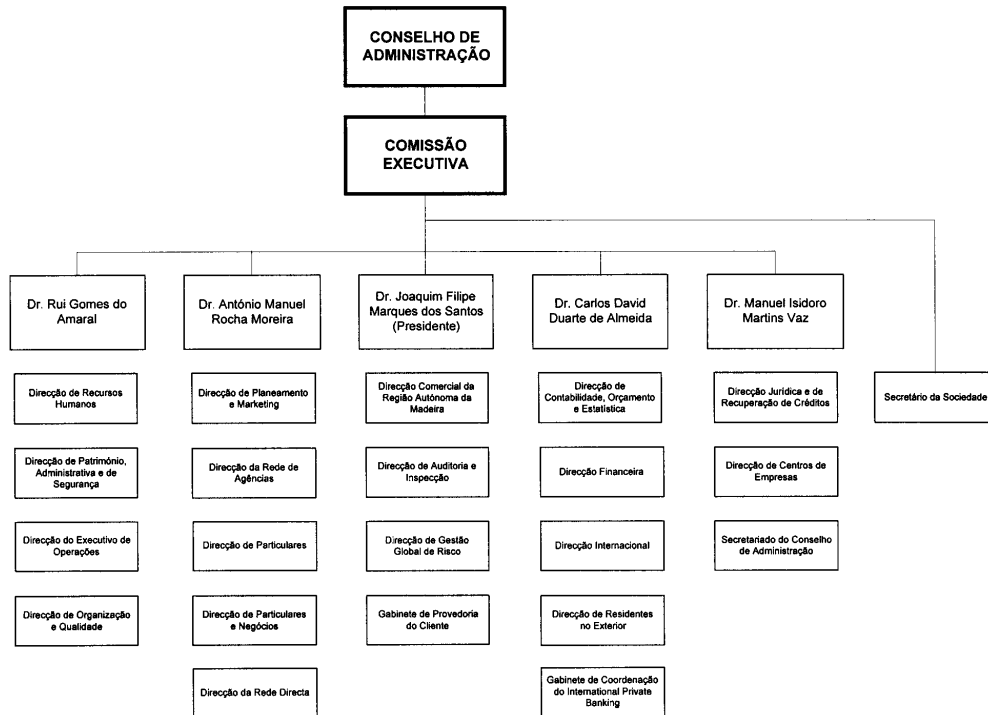 CONSELHO DE
ADMINISTRAÇÃO
COMISSÃO
EXECUTIVA
Dr. Rui Gomes do
Amaral
Dr. António Manuel
Rocha Moreira
Dr. Joaquim Filipe
Marques dos Santos
(Presidente)
Dr. Carlos David
Duarte de Almeida
Dr. Manuel Isidoro
Martins Vaz
Direcção de Recursos
Humanos
Direcção de Planeamento
e Marketing
Direcção Comercial da
Região Autónoma da
Madeira
Direcção de
Contabilidade, Orçamento
e Estatística
Direcção Jurídica e de
Recuperação de Créditos
Secretário da Sociedade
Direcção de Património,
Administrativa e de
Segurança
Direcção da Rede de
Agências
Direcção de Auditoria e
Inspecção
Direcção Financeira
Direcção de Centros de
Empresas
Direcção do Executivo de
Operações
Direcção de Particulares
Direcção de Gestão
Global de Risco
Direcção Internacional
Secretariado do Conselho
de Administração
Direcção de Organização
e Qualidade
Direcção de Particulares
e Negócios
Gabinete de Provedoria
do Cliente
Direcção de Residentes
no Exterior
Direcção da Rede Directa
Gabinete de Coordenação
do International Private
Banking